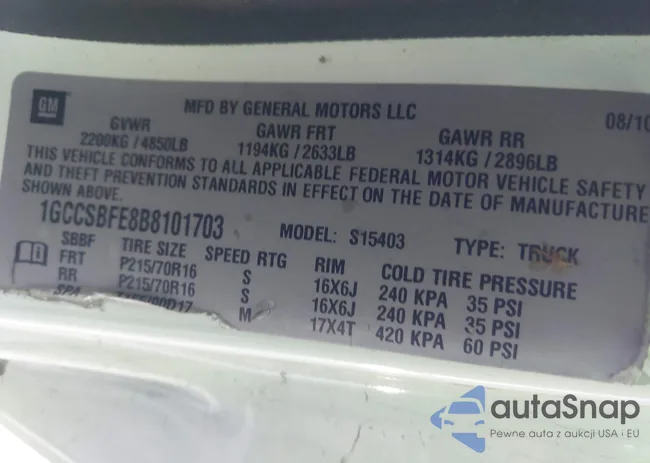 GM
MFD BY GENERAL MOTORS LLC 08/10
GVWR GAWR FRT GAWR RR
2200KG / 4850LB 1194KG / 2633LB 1314KG / 2896LB
THIS VEHICLE CONFORMS TO ALL APPLICABLE FEDERAL MOTOR VEHICLE SAFETY
AND THEFT PREVENTION STANDARDS IN EFFECT ON THE DATE OF MANUFACTURE
SHOWN ABOVE.
1GCCSBFE8B8101703 MODEL: S15403 TYPE: TRUCK
SBBF TIRE SIZE SPEED RTG RIM COLD TIRE PRESSURE
FRT P215/70R16 S 16X6J 240 KPA 35 PSI
RR P215/70R16 S 16X6J 240 KPA 35 PSI
SPA M 17X4T 420 KPA 60 PSI
autaSnap
Pewne auta z aukcji USA i EU